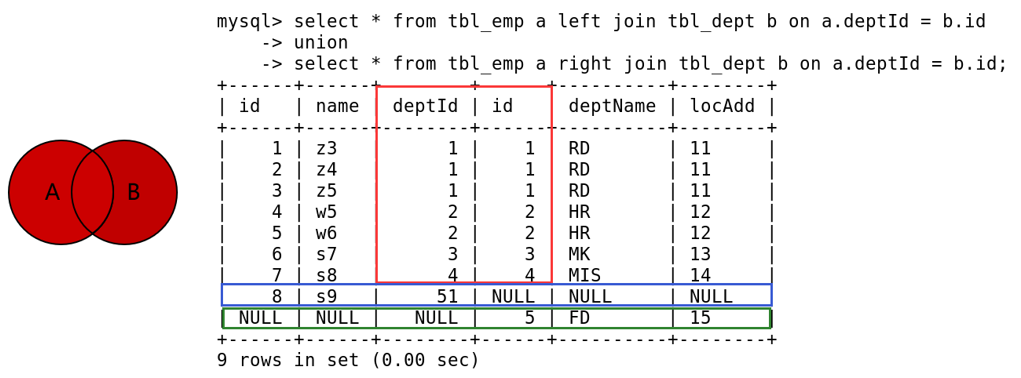 mysql> select * from tbl_emp a left join tbl_dept b on a.deptId = b.id
    -> union
    -> select * from tbl_emp a right join tbl_dept b on a.deptId = b.id;
+------+------+--------+------+----------+--------+
| id   | name | deptId | id   | deptName | locAdd |
+------+------+--------+------+----------+--------+
|    1 | z3   |      1 |    1 | RD       | 11     |
|    2 | z4   |      1 |    1 | RD       | 11     |
|    3 | z5   |      1 |    1 | RD       | 11     |
A B
|    4 | w5   |      2 |    2 | HR       | 12     |
|    5 | w6   |      2 |    2 | HR       | 12     |
|    6 | s7   |      3 |    3 | MK       | 13     |
|    7 | s8   |      4 |    4 | MIS      | 14     |
|    8 | s9   |     51 | NULL | NULL     | NULL   |
| NULL | NULL |   NULL |    5 | FD       | 15     |
+------+------+--------+------+----------+--------+
9 rows in set (0.00 sec)